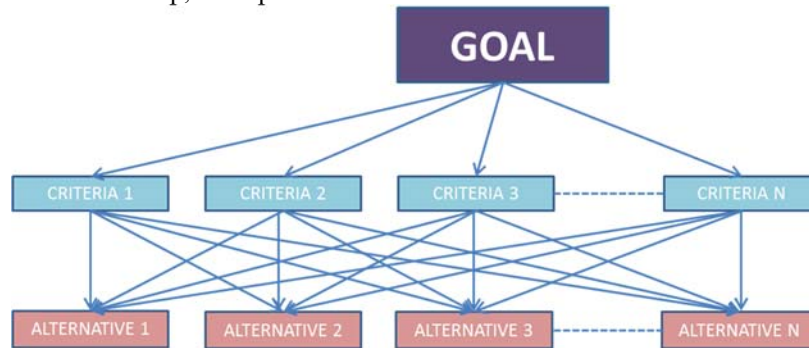 GOAL
CRITERIA 1
CRITERIA 2
CRITERIA 3
CRITERIA N
ALTERNATIVE 1
ALTERNATIVE 2
ALTERNATIVE 3
ALTERNATIVE N